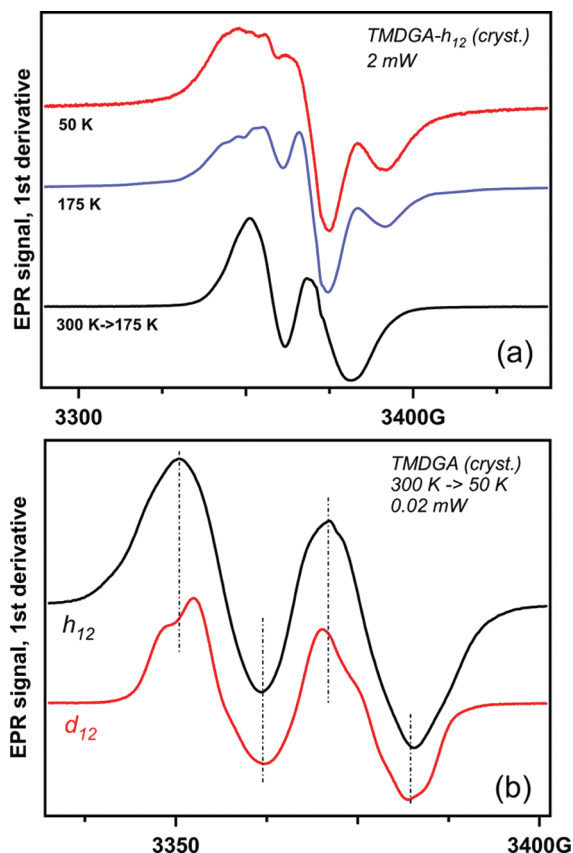 TMDGA-h12 (cryst.)
2 mW
50 K
175 K
300 K->175 K
(a)
EPR signal, 1st derivative
3300
3400G
TMDGA (cryst.)
300 K -> 50 K
0.02 mW
h12
d12
(b)
EPR signal, 1st derivative
3350
3400G